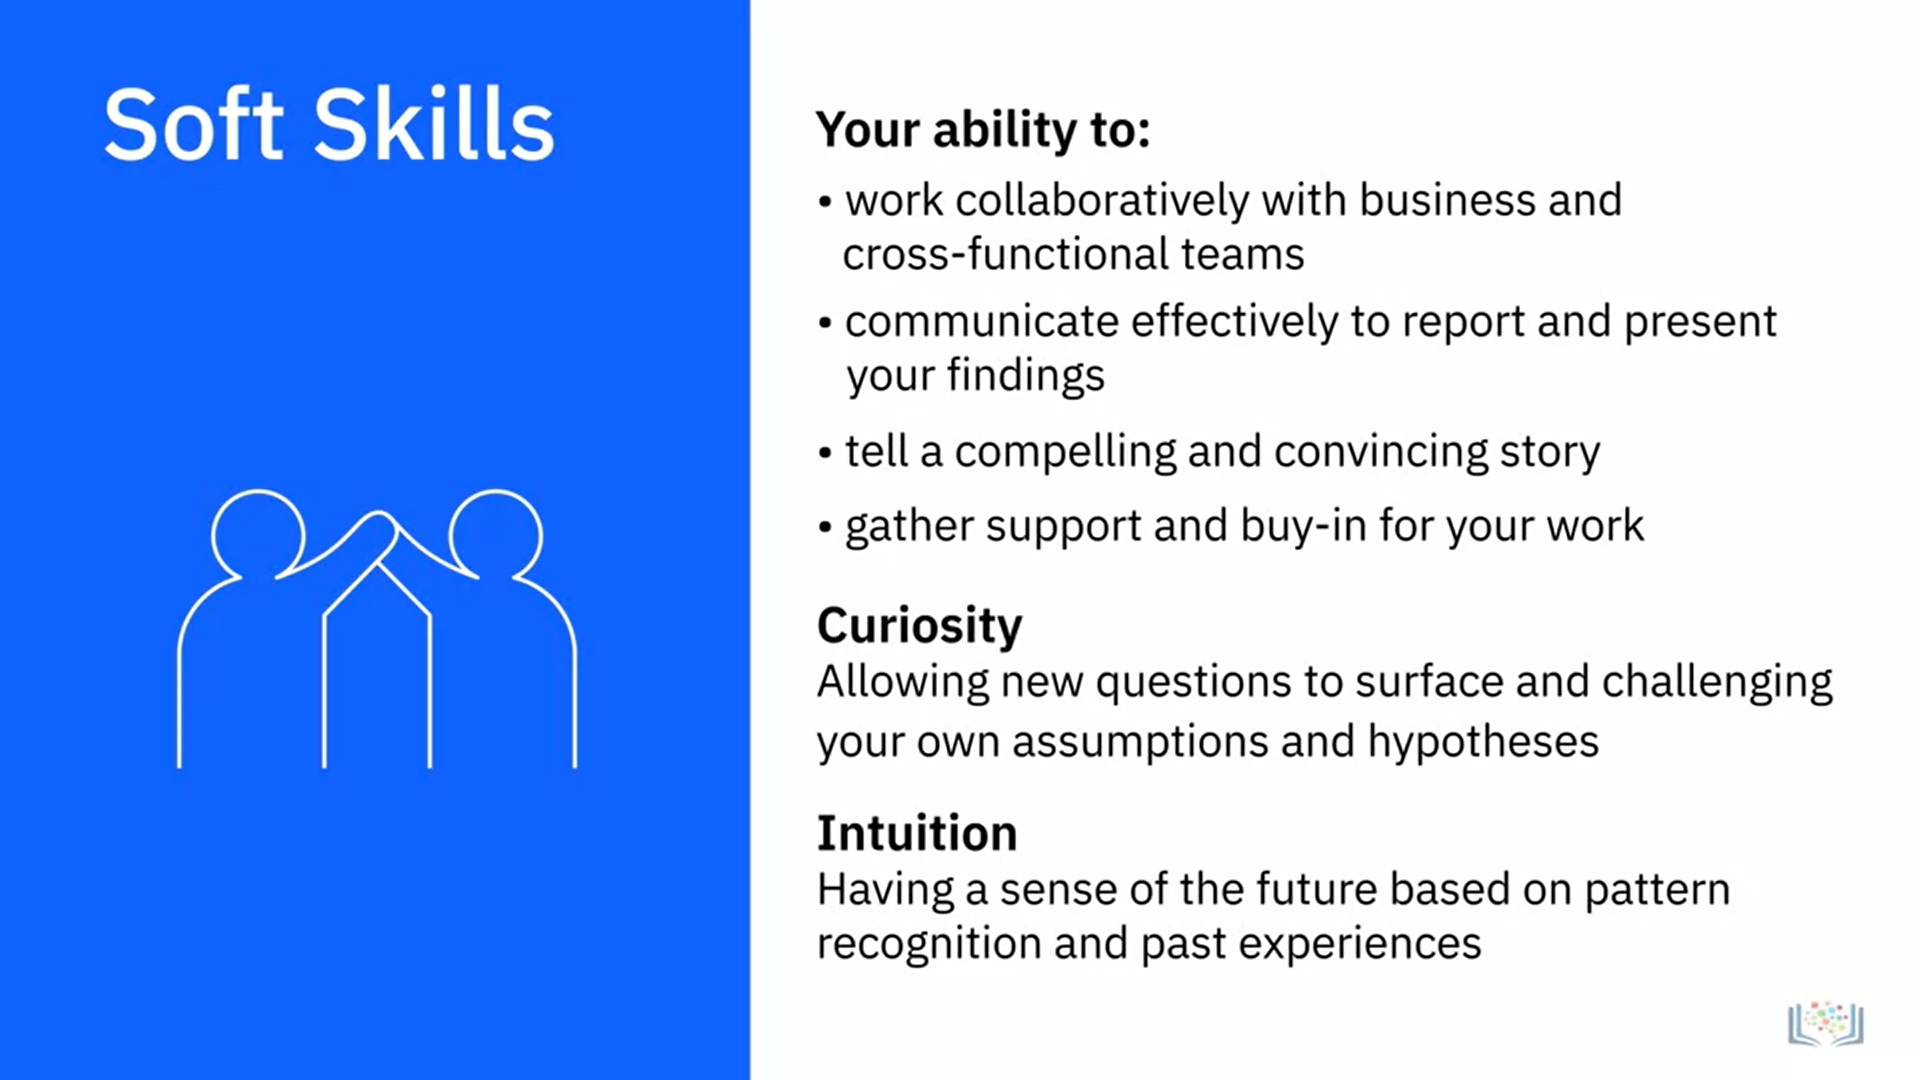 Soft Skills
Your ability to:
• work collaboratively with business and
cross-functional teams
• communicate effectively to report and present
your findings
• tell a compelling and convincing story
• gather support and buy-in for your work
Curiosity
Allowing new questions to surface and challenging
your own assumptions and hypotheses
Intuition
Having a sense of the future based on pattern
recognition and past experiences